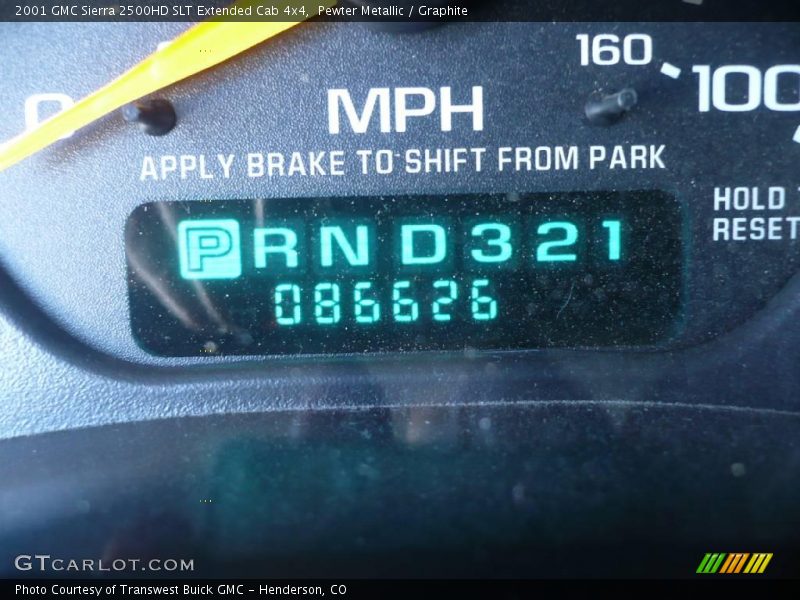 2001 GMC Sierra 2500HD SLT Extended Cab 4x4, Pewter Metallic / Graphite
160
100
0
MPH
APPLY BRAKE TO SHIFT FROM PARK
HOLD
RESET
PRND321
086626
GTCARLOT.COM
Photo Courtesy of Transwest Buick GMC - Henderson, CO